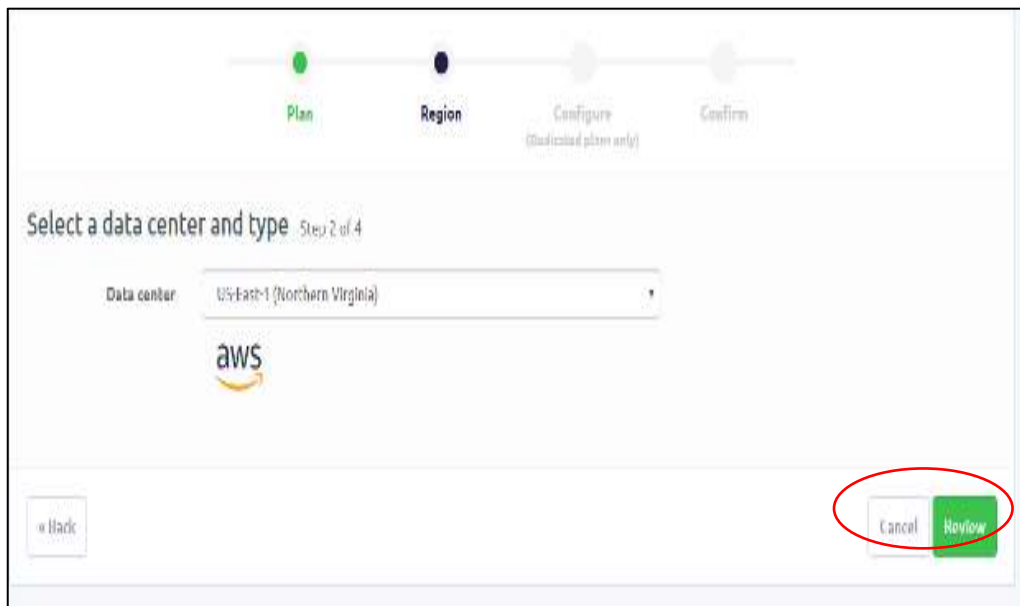 Plan
Region
Configure
Confirm
(Dedicated plans only)
Select a data center and type Step 2 of 4
Data center US-East-1 (Northern Virginia)
aws
« Back
Cancel
Review